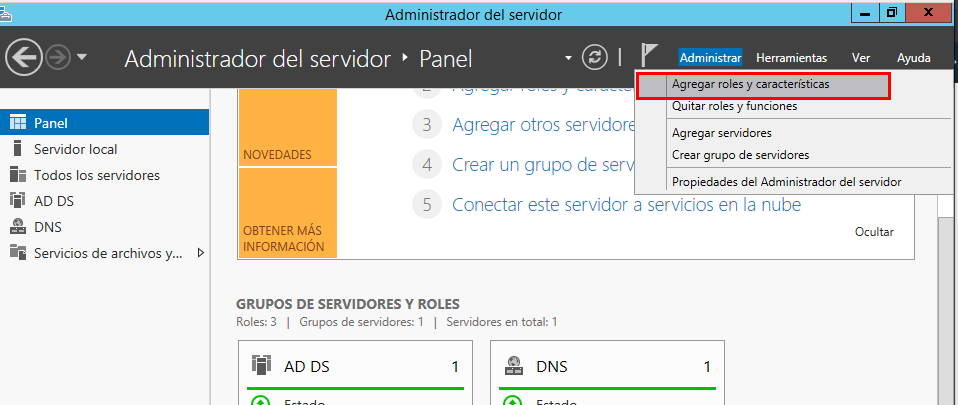 Administrador del servidor
Administrador del servidor
Panel
Administrar
Herramientas
Ver
Ayuda
Agregar roles y características
Quitar roles y funciones
Agregar servidores
Crear grupo de servidores
Propiedades del Administrador del servidor
Panel
Servidor local
Todos los servidores
AD DS
DNS
Servicios de archivos y...
NOVEDADES
OBTENER MÁS
INFORMACIÓN
2 Agregar roles y caracte
3 Agregar otros servidore
4 Crear un grupo de serv
5 Conectar este servidor a servicios en la nube
Ocultar
GRUPOS DE SERVIDORES Y ROLES
Roles: 3 | Grupos de servidores: 1 | Servidores en total: 1
AD DS 1
Estado
DNS 1
Estado